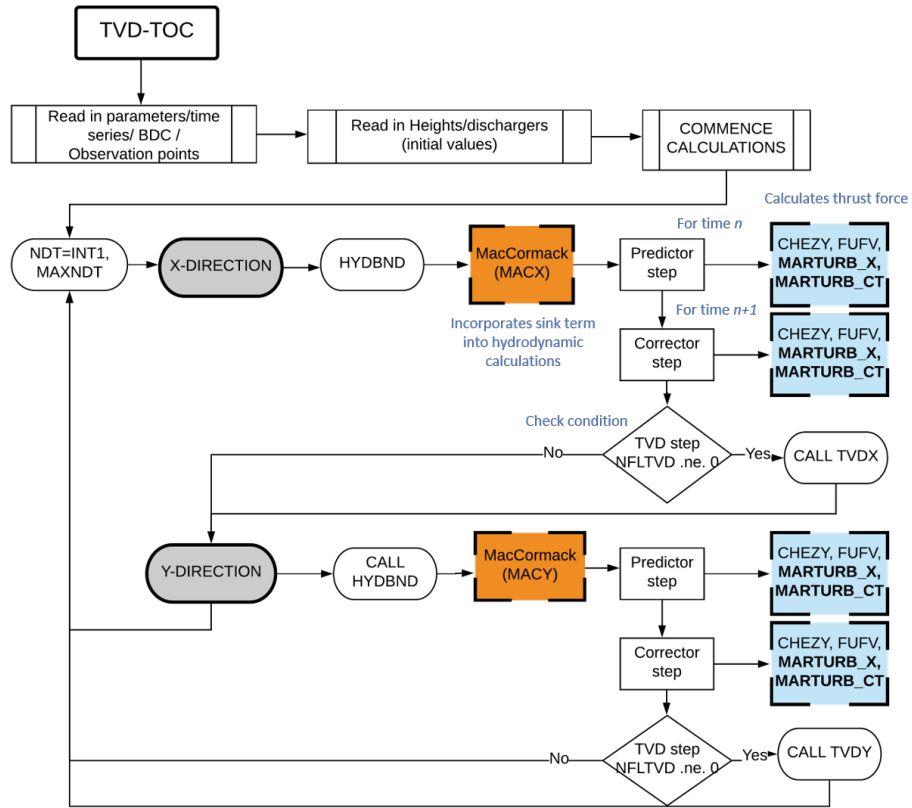 TVD-TOC
Read in parameters/time
series/ BDC /
Observation points
Read in Heights/dischargers
(initial values)
COMMENCE
CALCULATIONS
Calculates thrust force
For time n
NDT=INT1,
MAXNDT
X-DIRECTION
HYDBND
MacCormack
(MACX)
Predictor
step
CHEZY, FUFV,
MARTURB_X,
MARTURB_CT
Incorporates sink term
into hydrodynamic
calculations
For time n+1
Corrector
step
CHEZY, FUFV,
MARTURB_X,
MARTURB_CT
Check condition
No
TVD step
NFLTVD .ne. 0
Yes
CALL TVDX
Y-DIRECTION
CALL
HYDBND
MacCormack
(MACY)
Predictor
step
CHEZY, FUFV,
MARTURB_X,
MARTURB_CT
Corrector
step
CHEZY, FUFV,
MARTURB_X,
MARTURB_CT
No
TVD step
NFLTVD .ne. 0
Yes
CALL TVDY